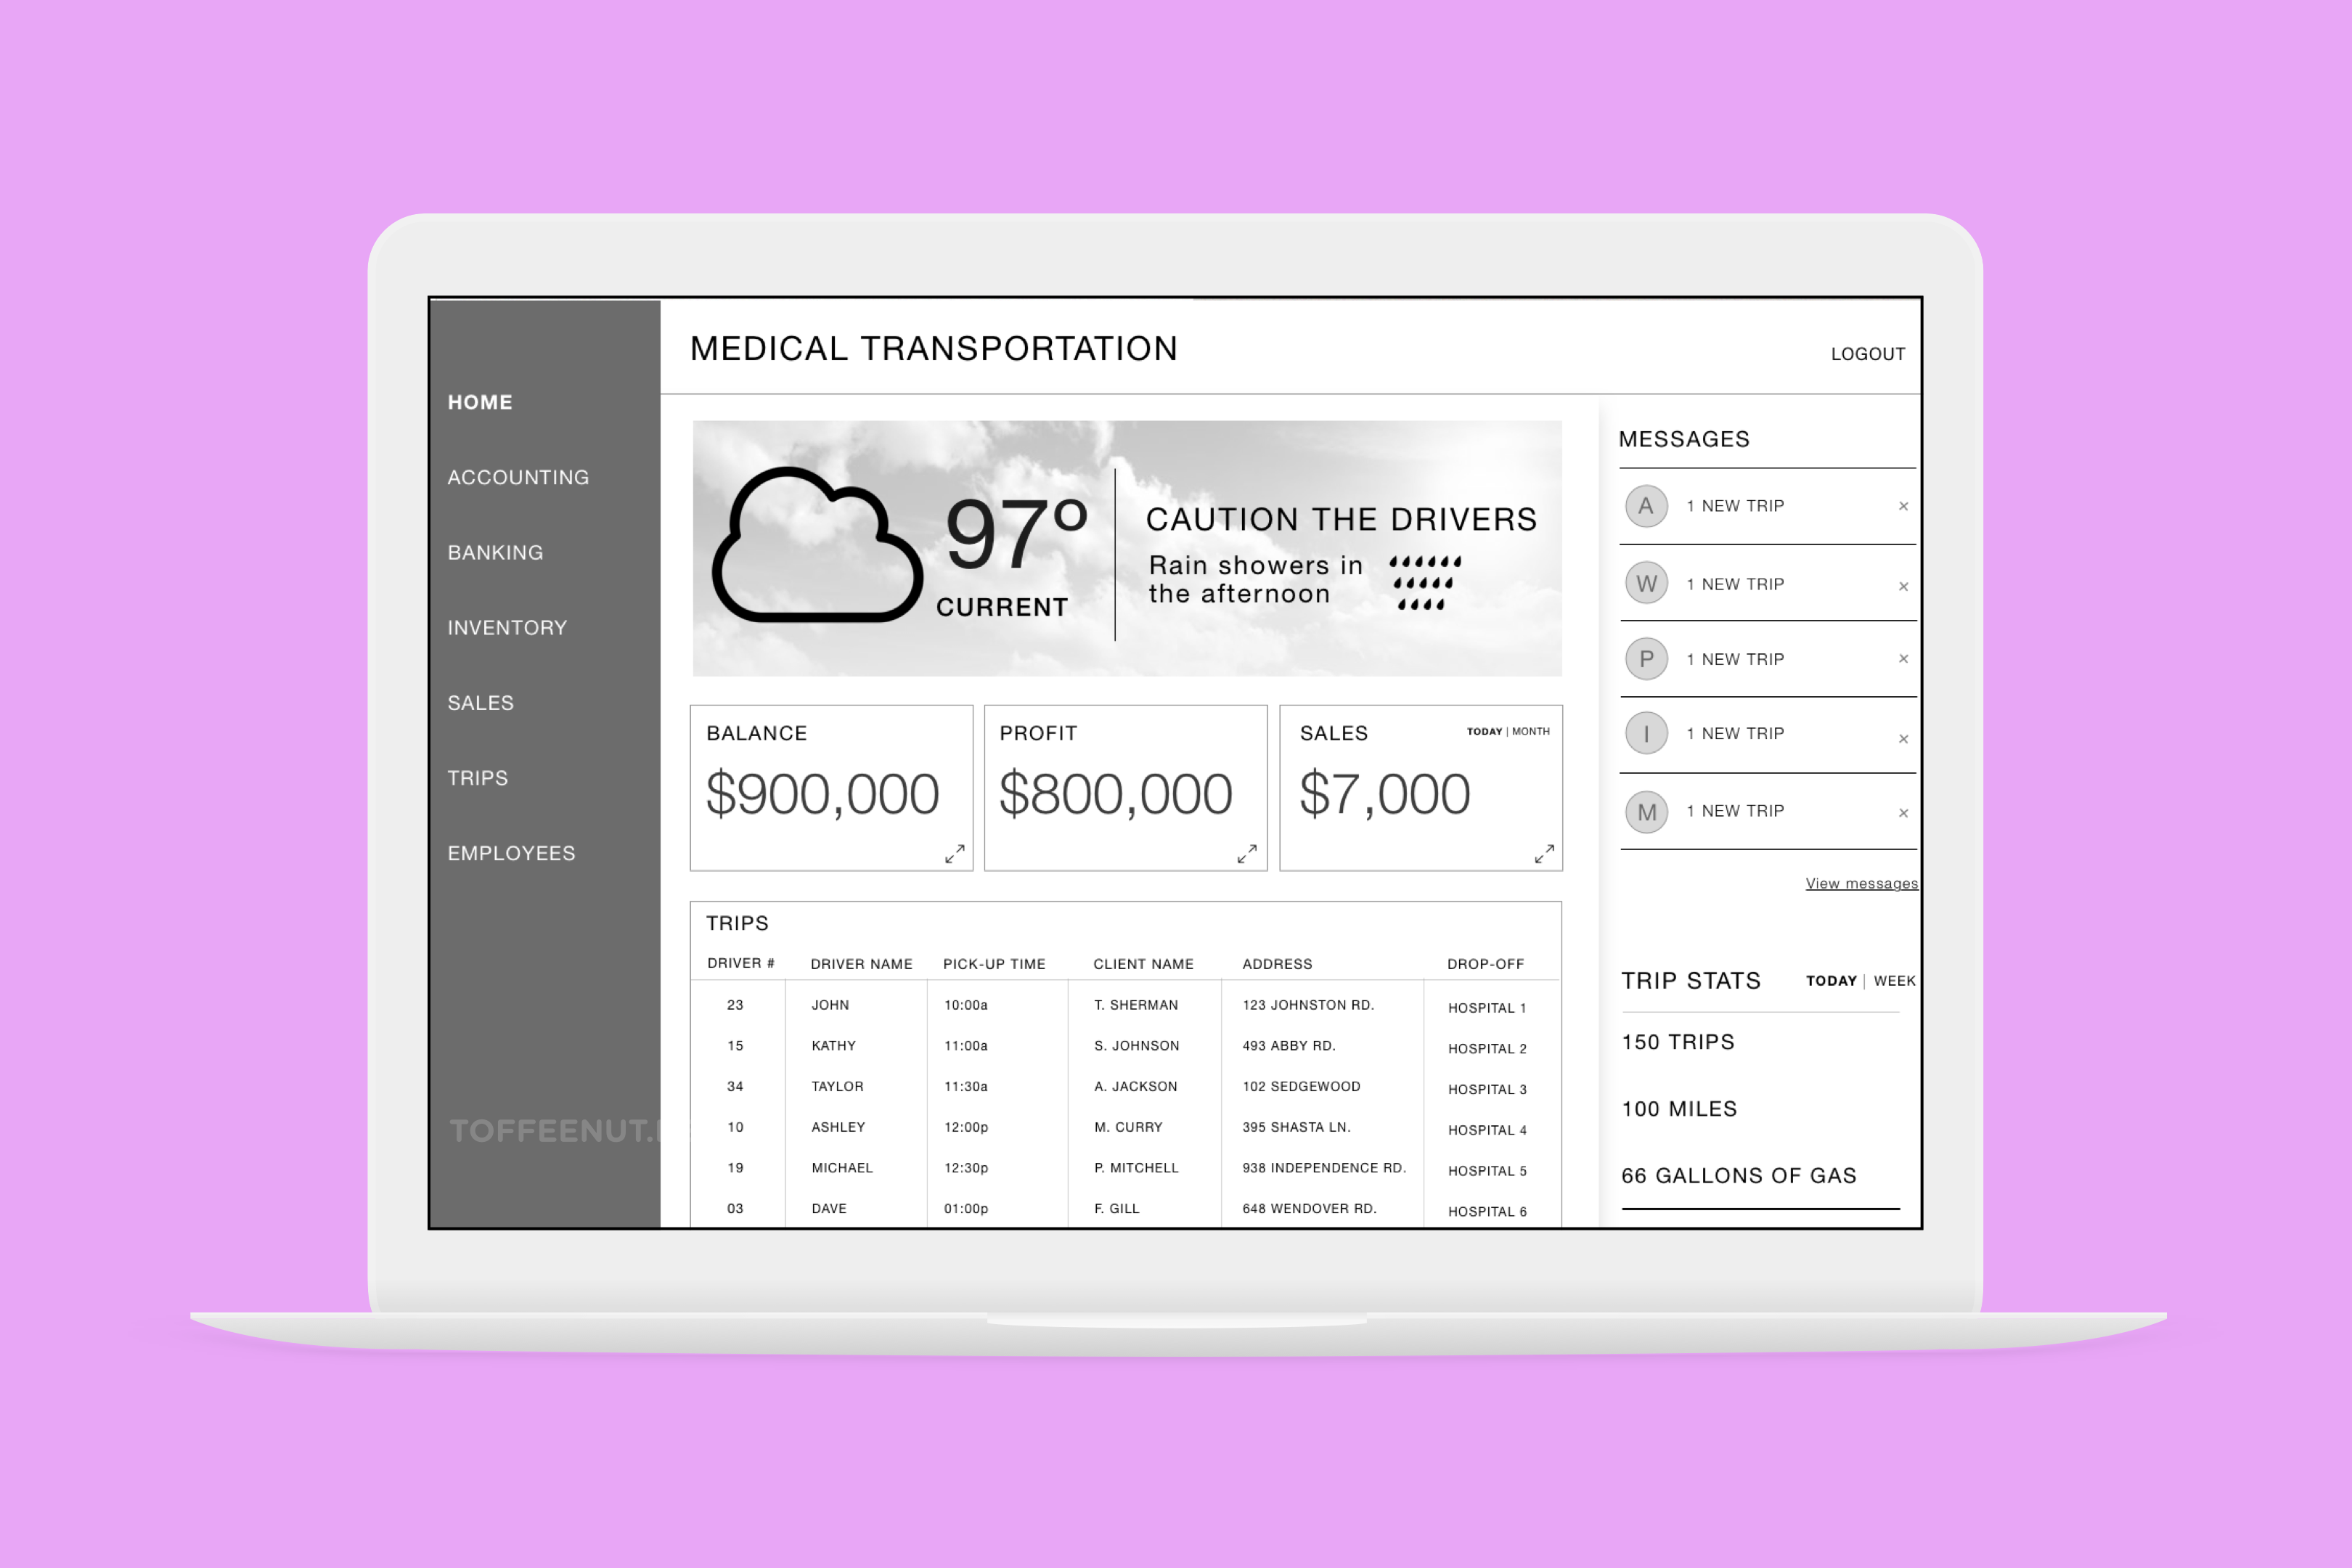 MEDICAL TRANSPORTATION
LOGOUT
HOME
ACCOUNTING
BANKING
INVENTORY
SALES
TRIPS
EMPLOYEES
TOFFEENUT.
97º
CURRENT
CAUTION THE DRIVERS
Rain showers in
the afternoon
BALANCE
$900,000
PROFIT
$800,000
SALES
TODAY | MONTH
$7,000
TRIPS
DRIVER # DRIVER NAME PICK-UP TIME CLIENT NAME ADDRESS DROP-OFF
23 JOHN 10:00a T. SHERMAN 123 JOHNSTON RD. HOSPITAL 1
15 KATHY 11:00a S. JOHNSON 493 ABBY RD. HOSPITAL 2
34 TAYLOR 11:30a A. JACKSON 102 SEDGEWOOD HOSPITAL 3
10 ASHLEY 12:00p M. CURRY 395 SHASTA LN. HOSPITAL 4
19 MICHAEL 12:30p P. MITCHELL 938 INDEPENDENCE RD. HOSPITAL 5
03 DAVE 01:00p F. GILL 648 WENDOVER RD. HOSPITAL 6
MESSAGES
A 1 NEW TRIP ×
W 1 NEW TRIP ×
P 1 NEW TRIP ×
I 1 NEW TRIP ×
M 1 NEW TRIP ×
View messages
TRIP STATS TODAY | WEEK
150 TRIPS
100 MILES
66 GALLONS OF GAS